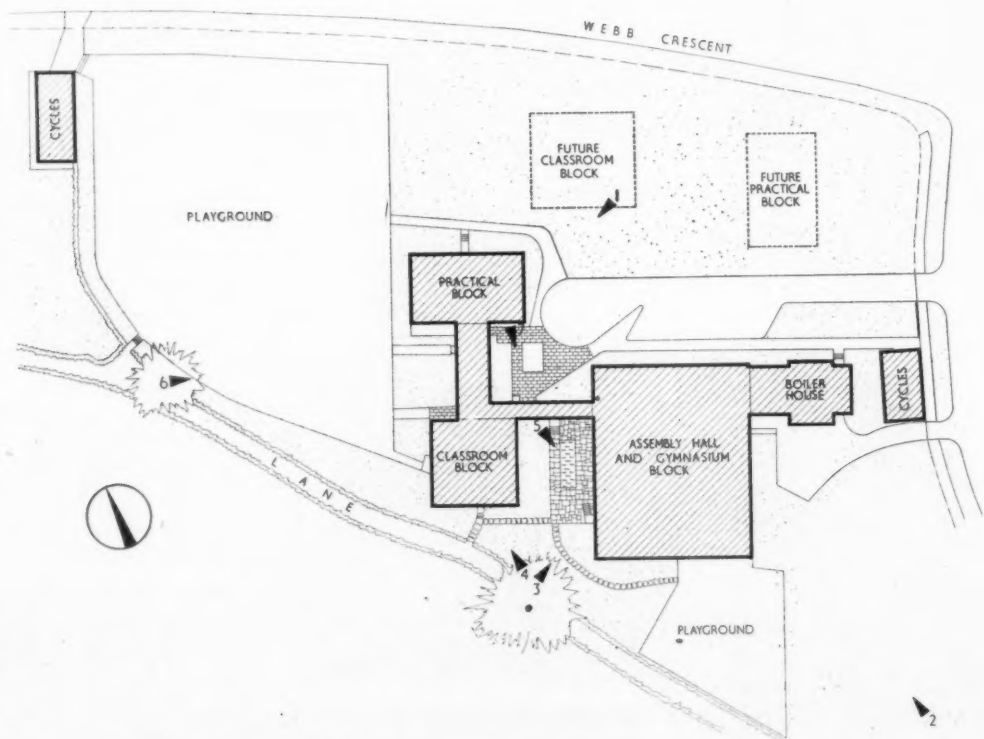 WEBB CRESCENT
CYCLES
FUTURE
CLASSROOM
BLOCK
1
FUTURE
PRACTICAL
BLOCK
PLAYGROUND
PRACTICAL
BLOCK
6
BOILER
HOUSE
CYCLES
5
CLASSROOM
BLOCK
ASSEMBLY HALL
AND GYMNASIUM
BLOCK
LANE
4
3
PLAYGROUND
2